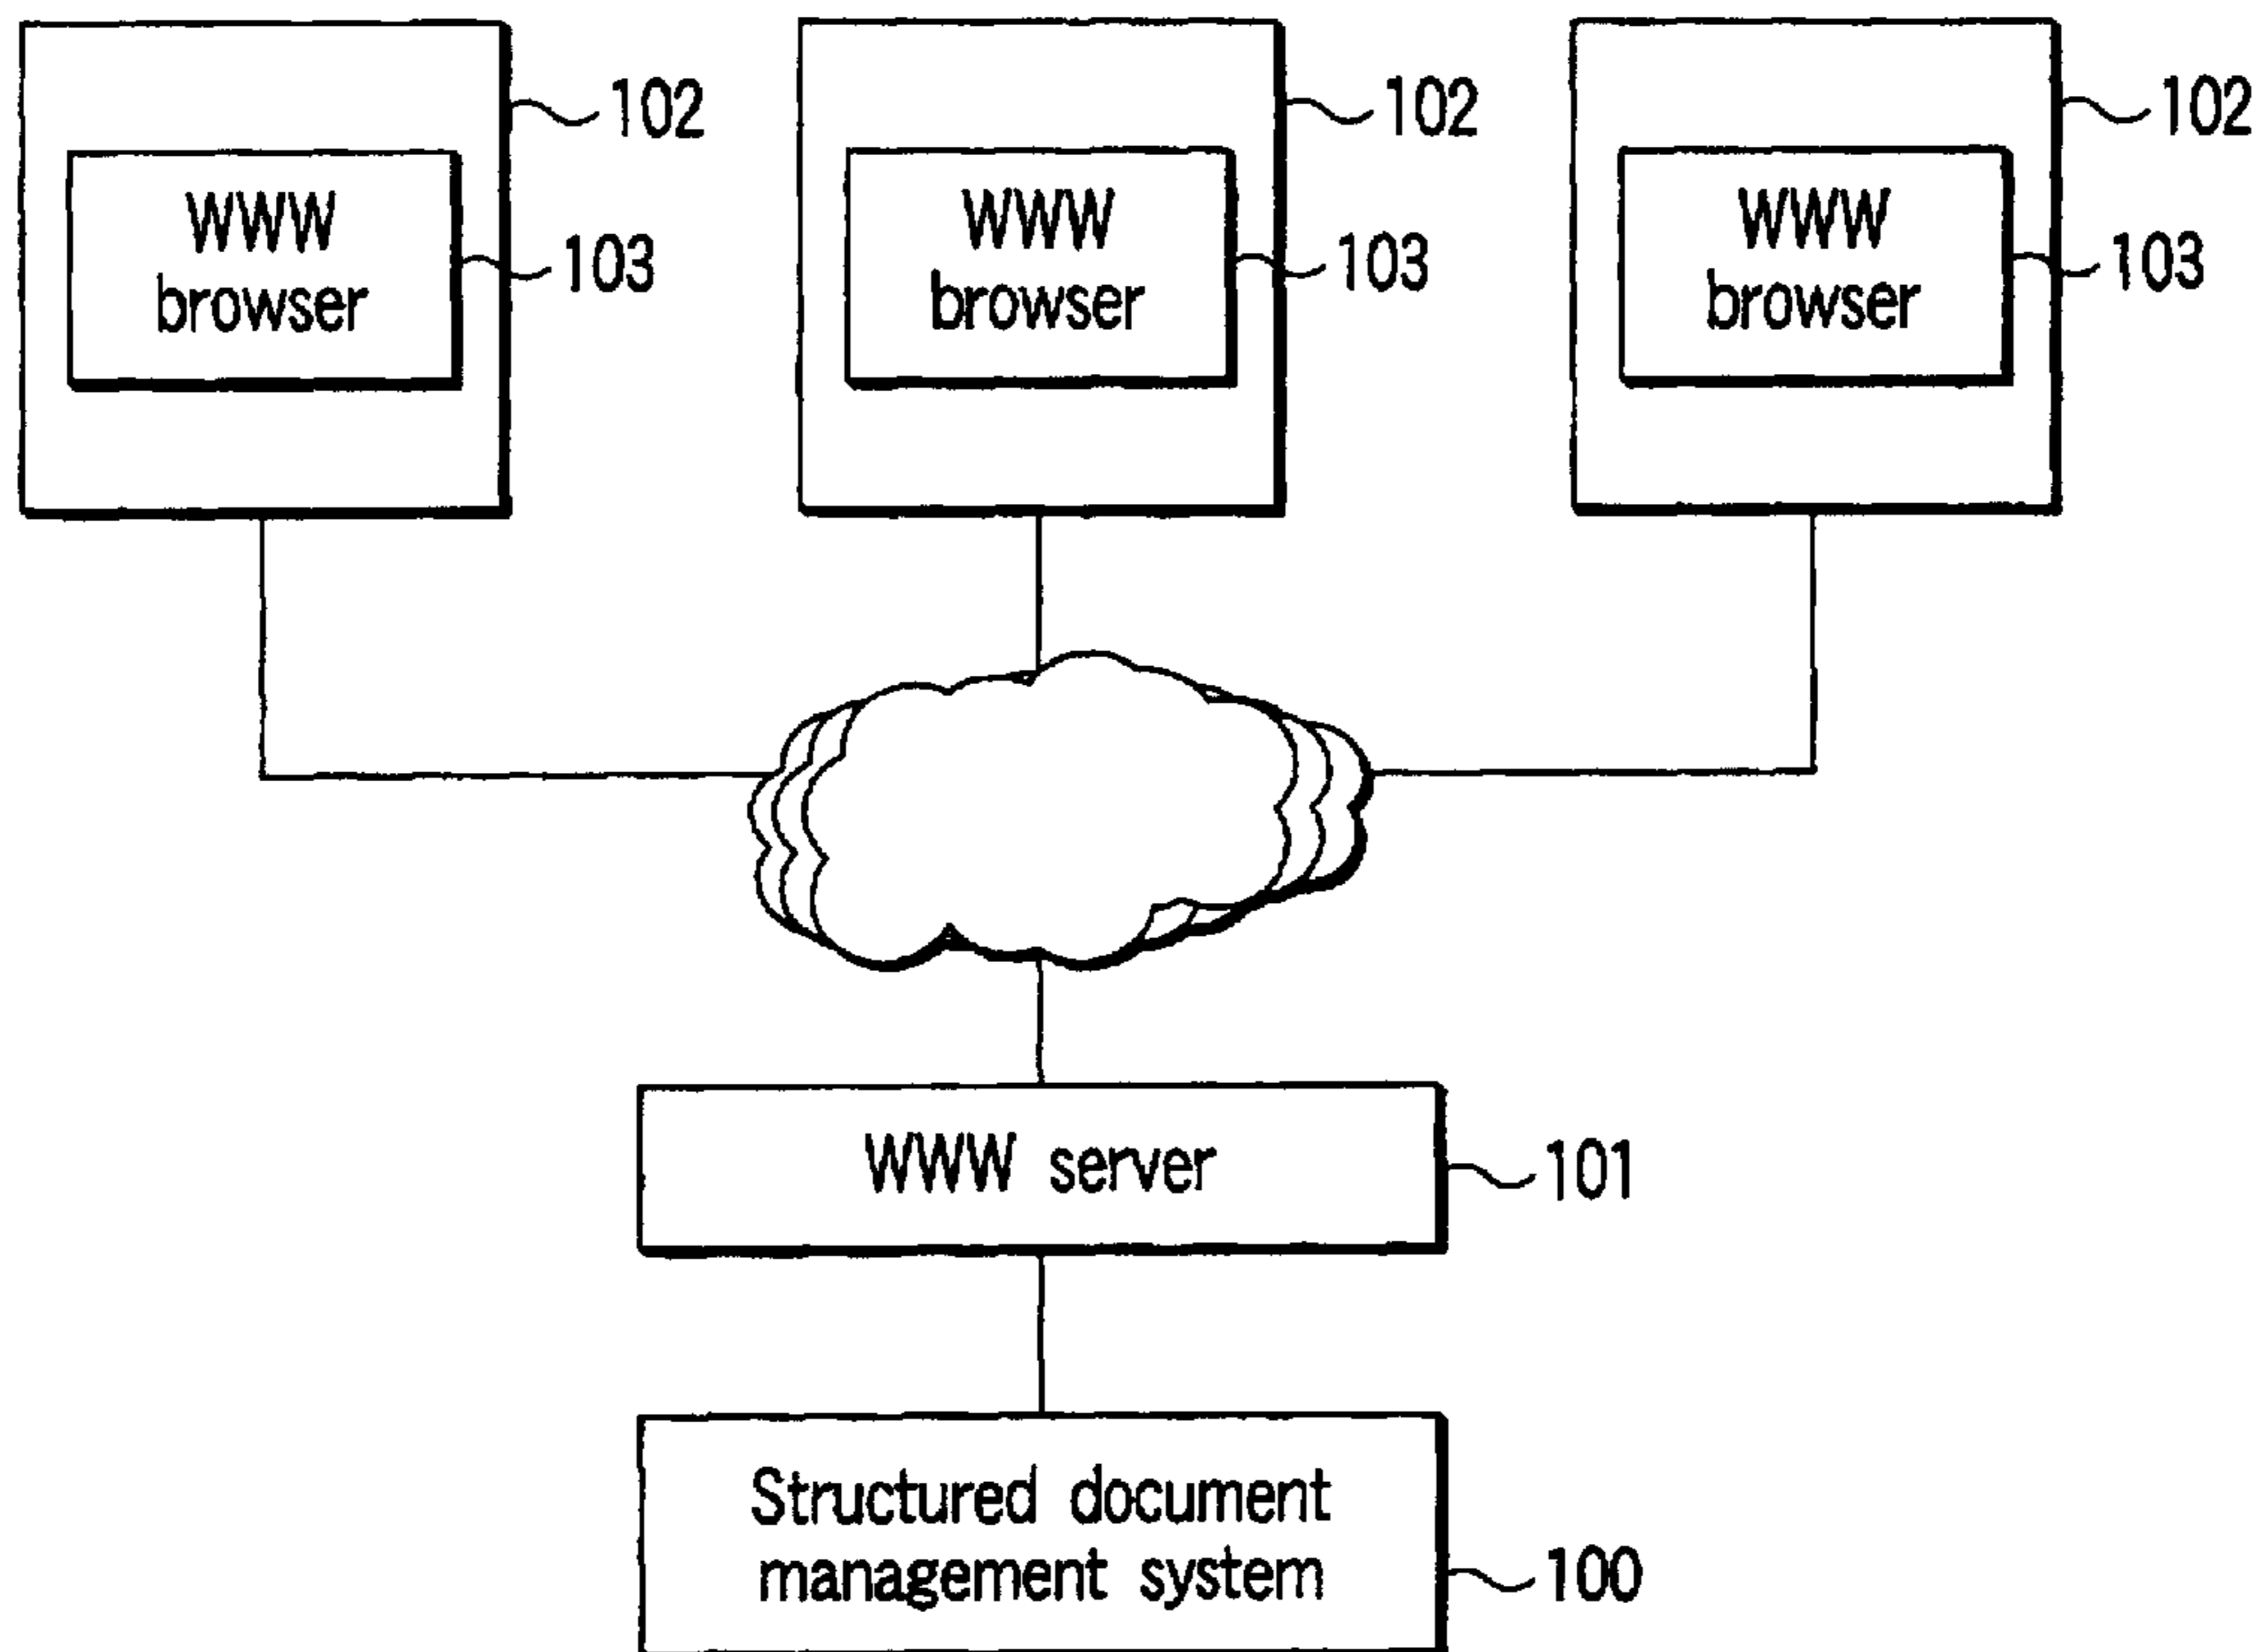 102
102
102
WWW
browser
103
WWW
browser
103
WWW
browser
103
WWW server
101
Structured document
management system
100